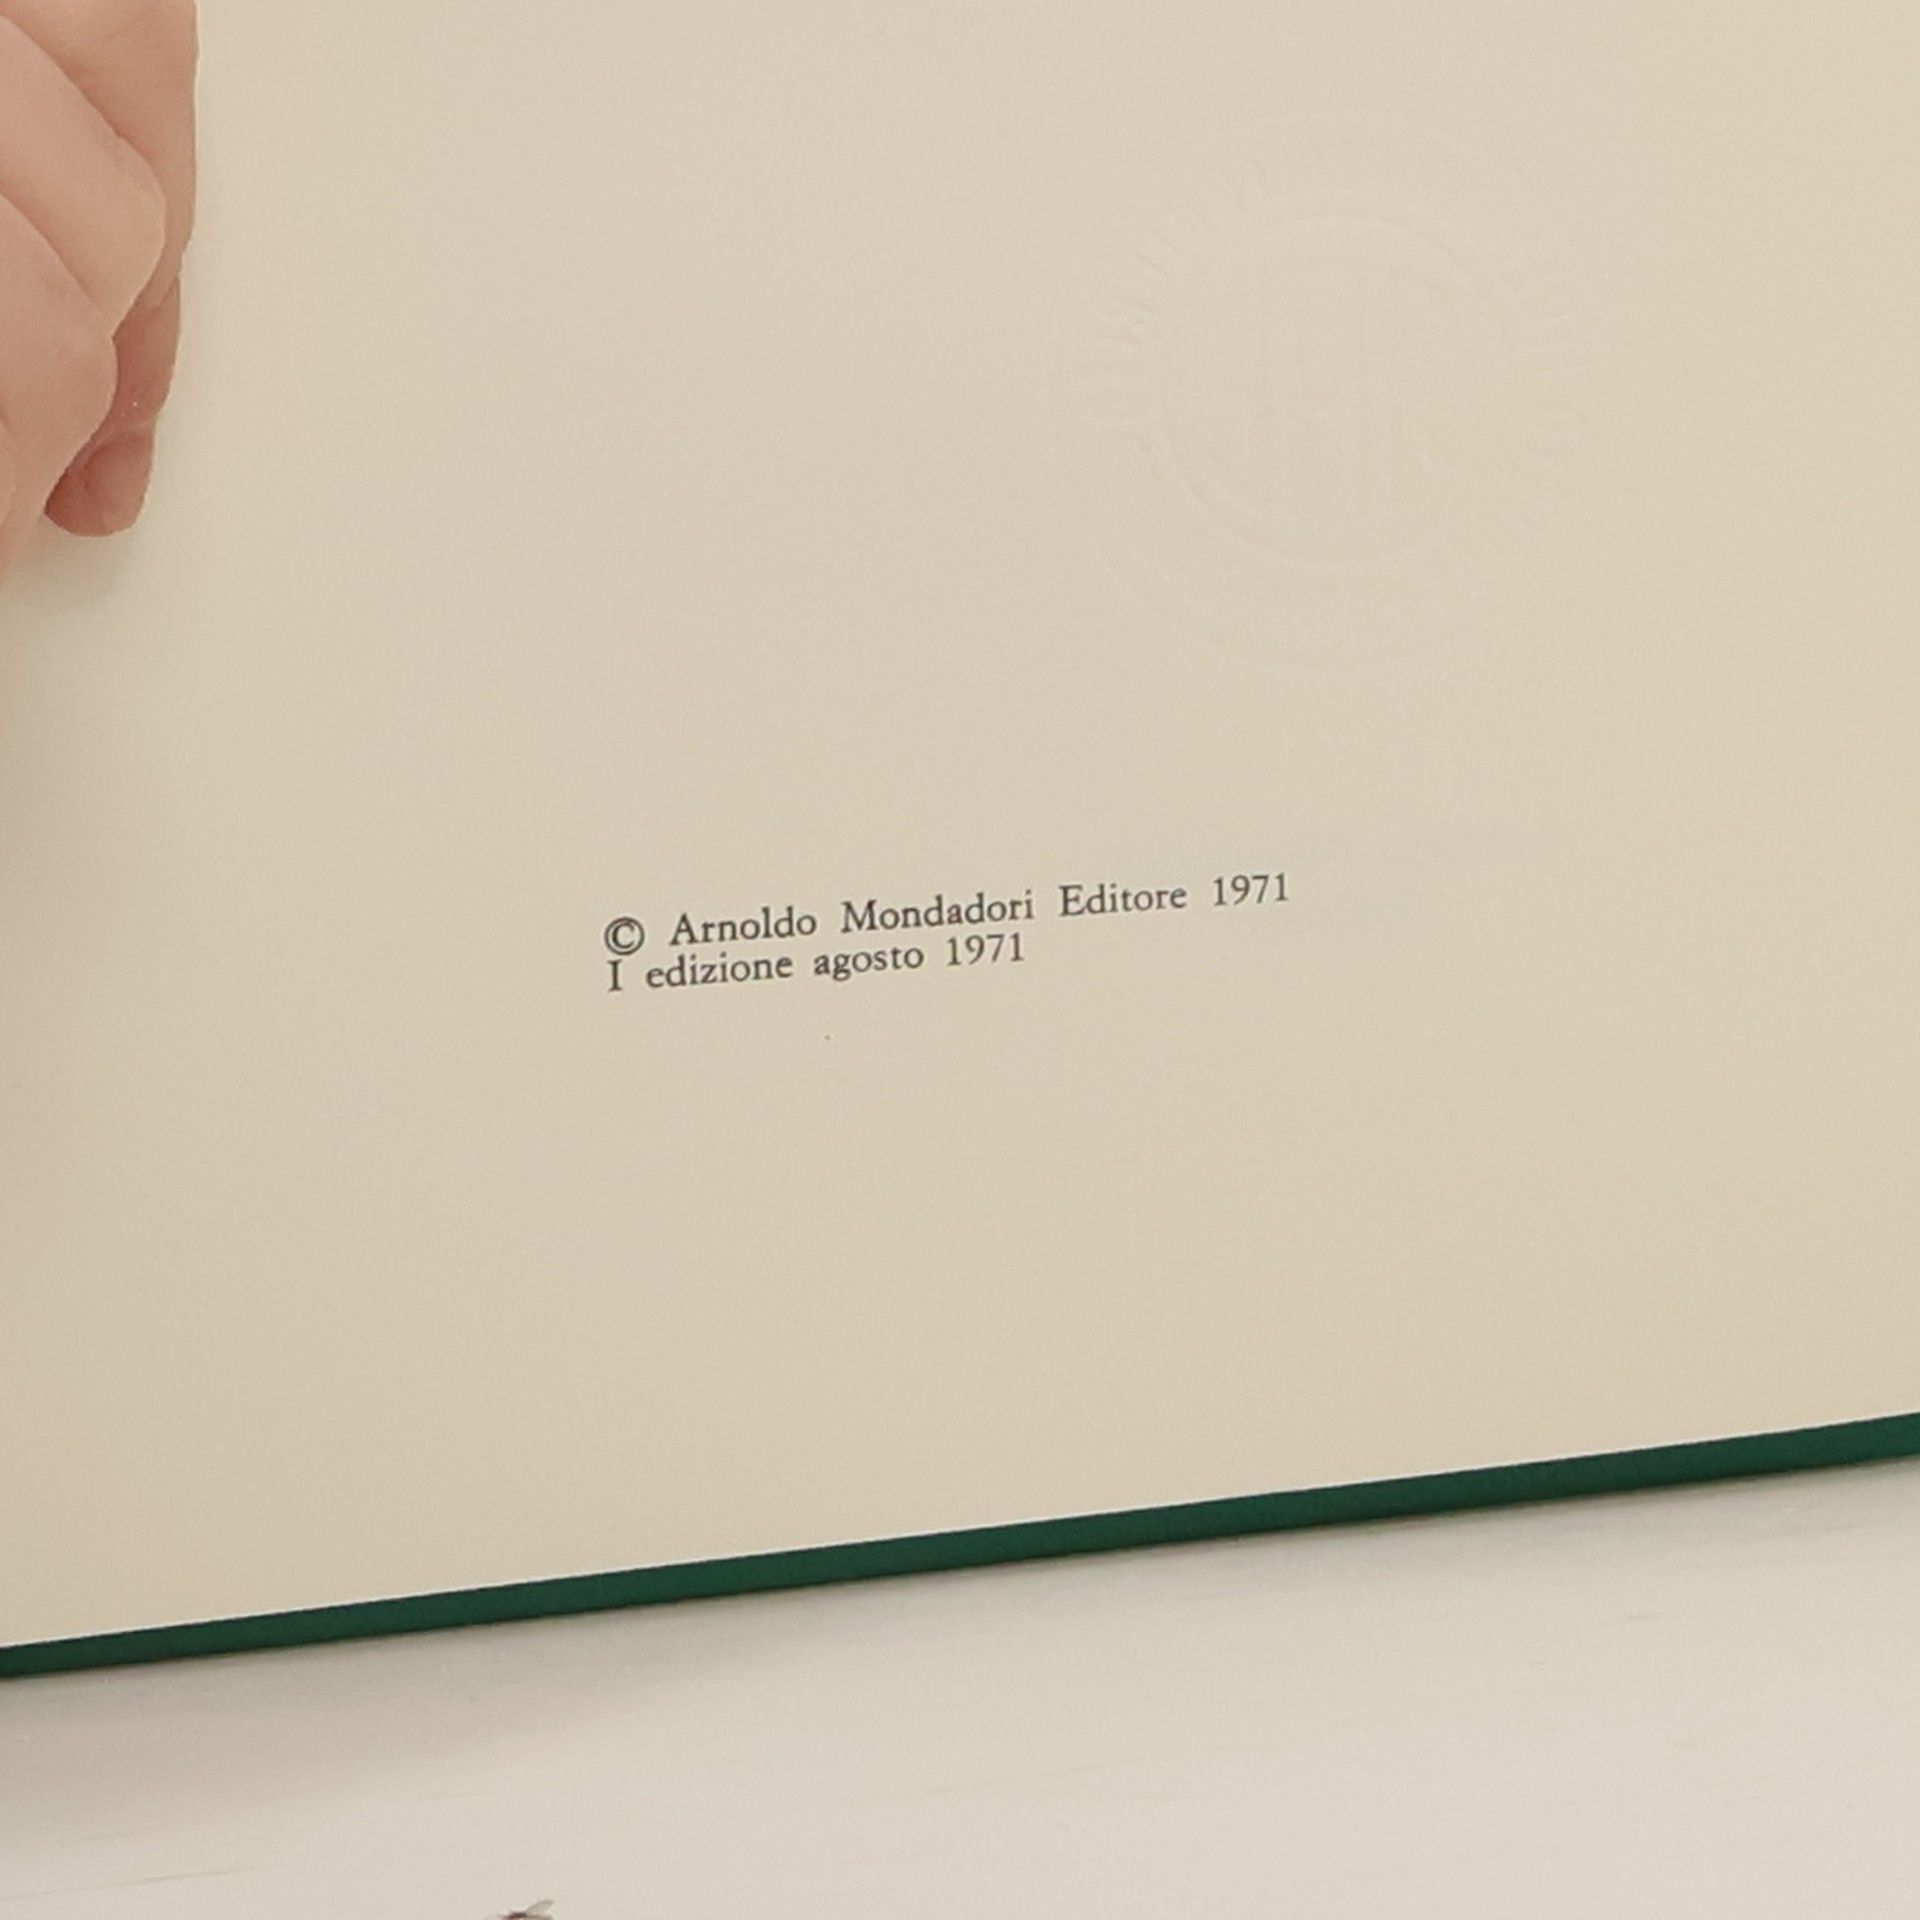 © Arnoldo Mondadori Editore 1971
I edizione agosto 1971